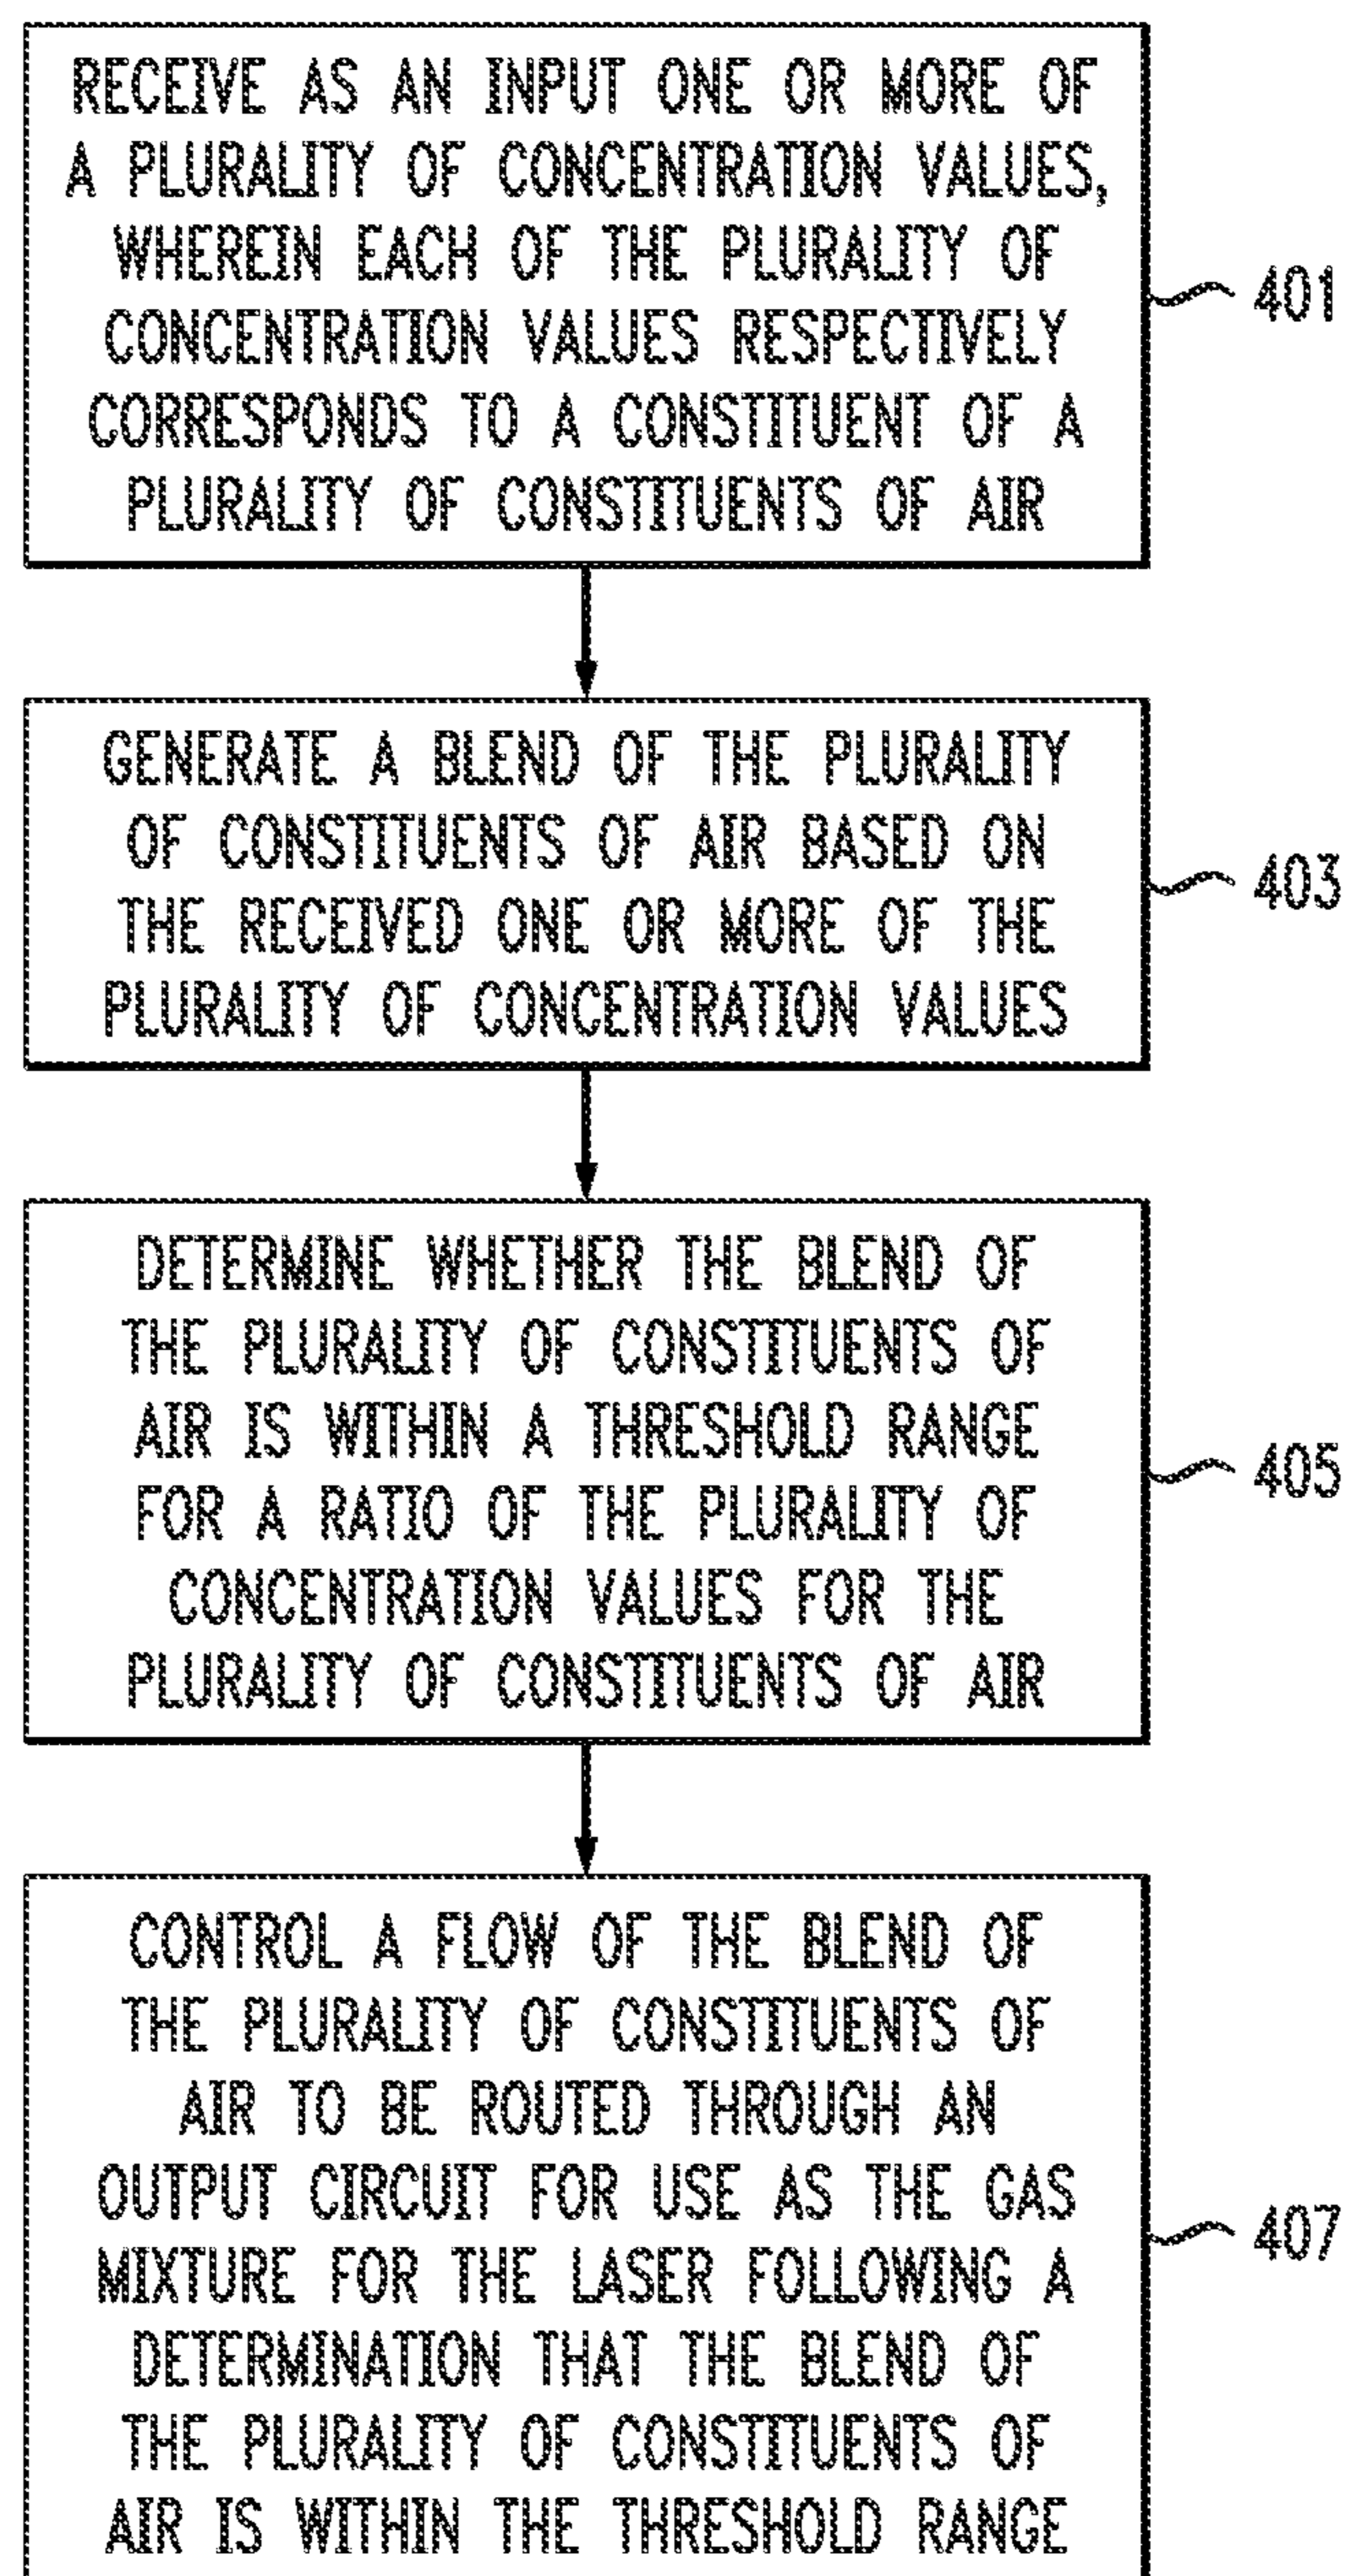 RECEIVE AS AN INPUT ONE OR MORE OF
A PLURALITY OF CONCENTRATION VALUES,
WHEREIN EACH OF THE PLURALITY OF
CONCENTRATION VALUES RESPECTIVELY
CORRESPONDS TO A CONSTITUENT OF A
PLURALITY OF CONSTITUENTS OF AIR
401
GENERATE A BLEND OF THE PLURALITY
OF CONSTITUENTS OF AIR BASED ON
THE RECEIVED ONE OR MORE OF THE
PLURALITY OF CONCENTRATION VALUES
403
DETERMINE WHETHER THE BLEND OF
THE PLURALITY OF CONSTITUENTS OF
AIR IS WITHIN A THRESHOLD RANGE
FOR A RATIO OF THE PLURALITY OF
CONCENTRATION VALUES FOR THE
PLURALITY OF CONSTITUENTS OF AIR
405
CONTROL A FLOW OF THE BLEND OF
THE PLURALITY OF CONSTITUENTS OF
AIR TO BE ROUTED THROUGH AN
OUTPUT CIRCUIT FOR USE AS THE GAS
MIXTURE FOR THE LASER FOLLOWING A
DETERMINATION THAT THE BLEND OF
THE PLURALITY OF CONSTITUENTS OF
AIR IS WITHIN THE THRESHOLD RANGE
407